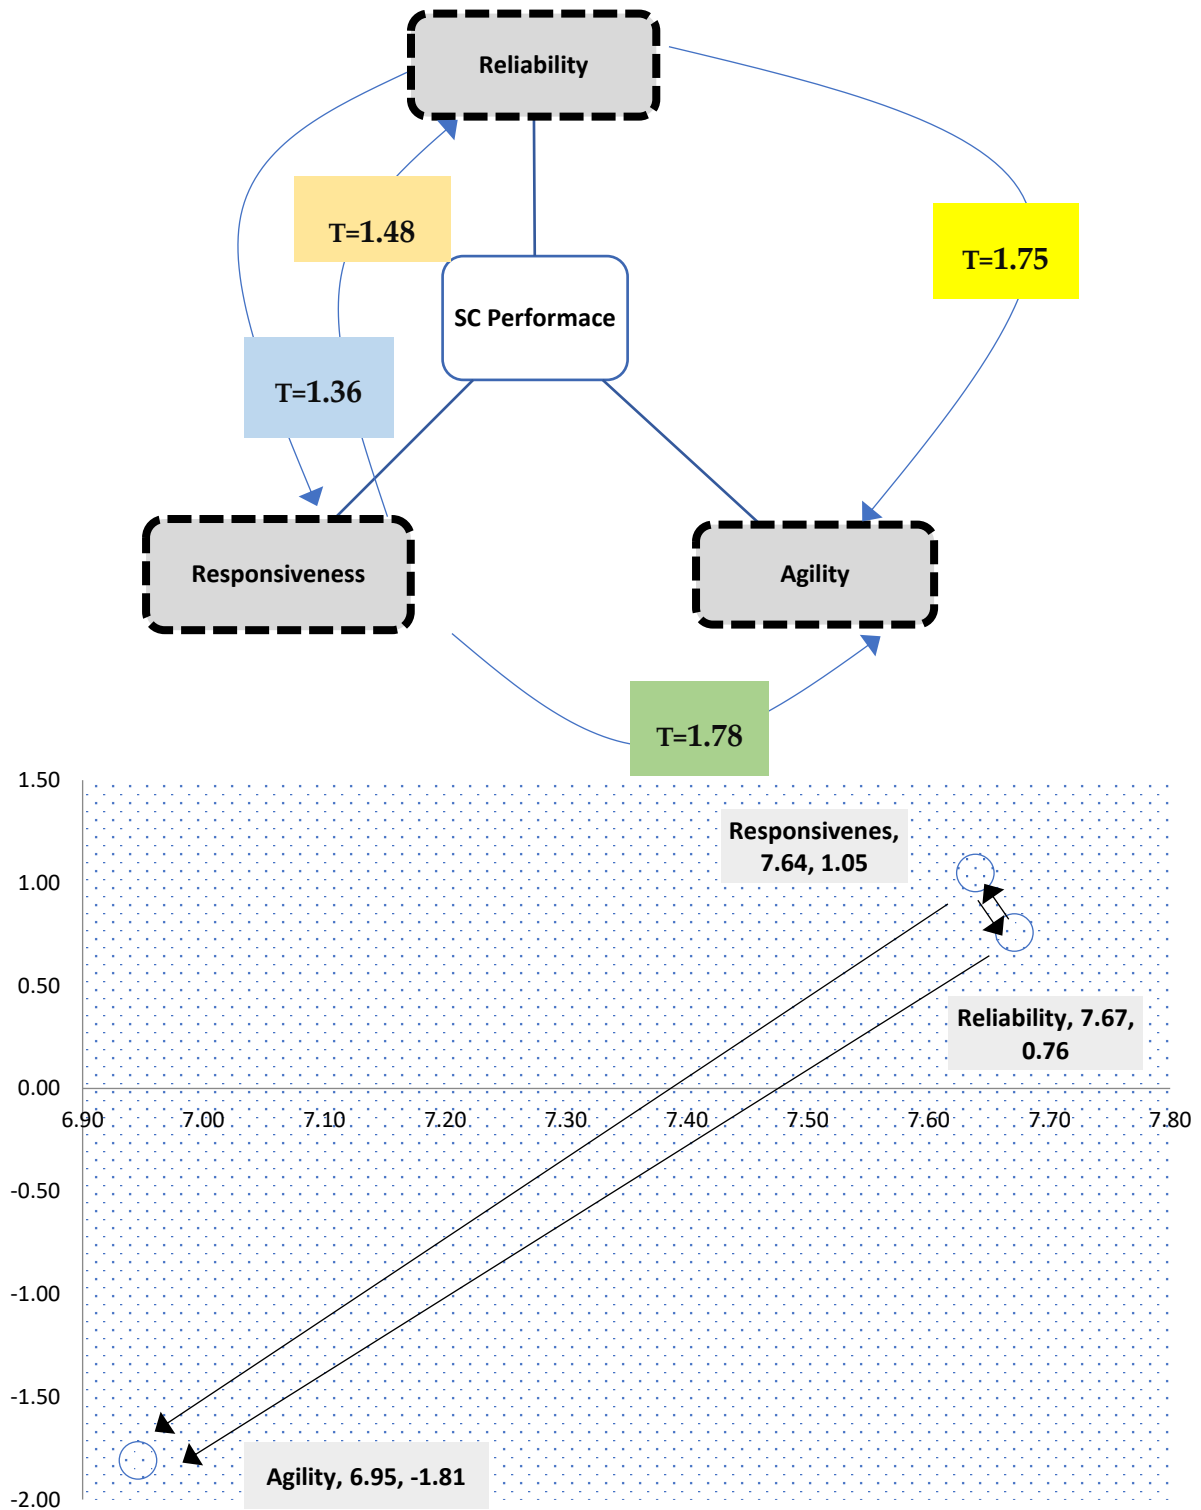 Reliability
T=1.48
T=1.75
SC Performace
T=1.36
Responsiveness
Agility
T=1.78
1.50
1.00
0.50
0.00
-0.50
-1.00
-1.50
-2.00
6.90 7.00 7.10 7.20 7.30 7.40 7.50 7.60 7.70 7.80
Responsivenes,
7.64, 1.05
Reliability, 7.67,
0.76
Agility, 6.95, -1.81